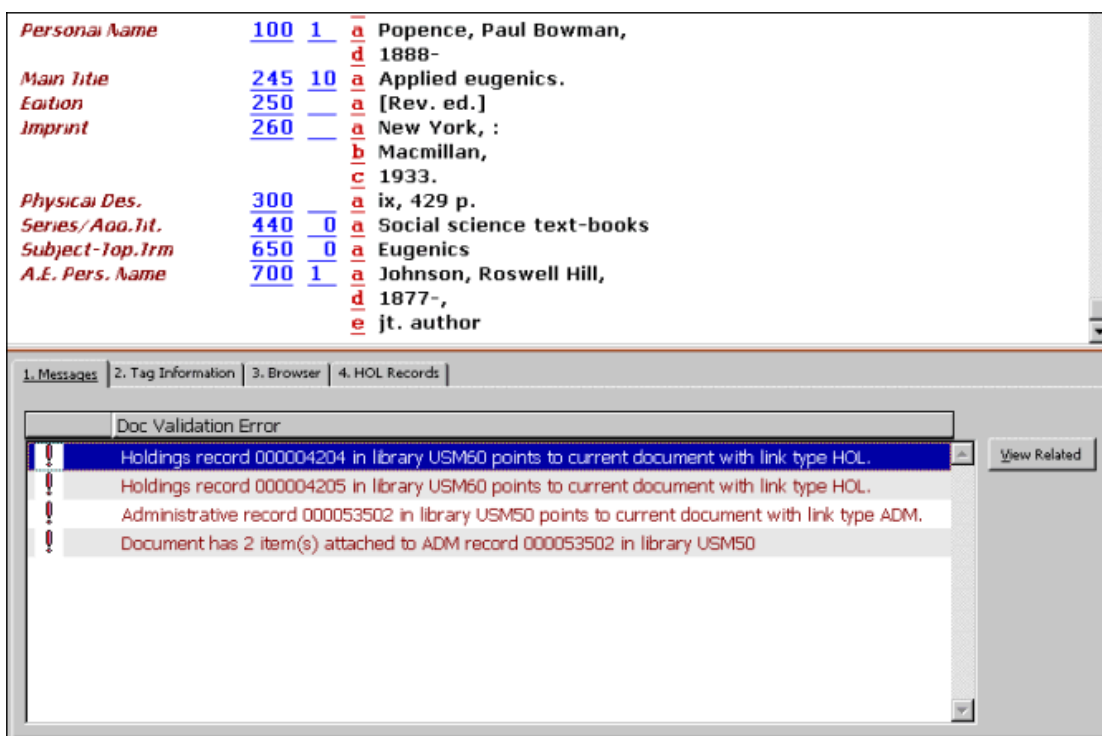 Personal Name 100 1 a Popence, Paul Bowman,
d 1888-
Main Title 245 10 a Applied eugenics.
Edition 250 a [Rev. ed.]
Imprint 260 a New York, :
b Macmillan,
c 1933.
Physical Des. 300 a ix, 429 p.
Series/Add.Tit. 440 0 a Social science text-books
Subject-Top.Trm 650 0 a Eugenics
A.E. Pers. Name 700 1 a Johnson, Roswell Hill,
d 1877-,
e jt. author
1. Messages 2. Tag Information 3. Browser 4. HOL Records
Doc Validation Error
! Holdings record 000004204 in library USM60 points to current document with link type HOL.
View Related
! Holdings record 000004205 in library USM60 points to current document with link type HOL.
! Administrative record 000053502 in library USM50 points to current document with link type ADM.
! Document has 2 item(s) attached to ADM record 000053502 in library USM50